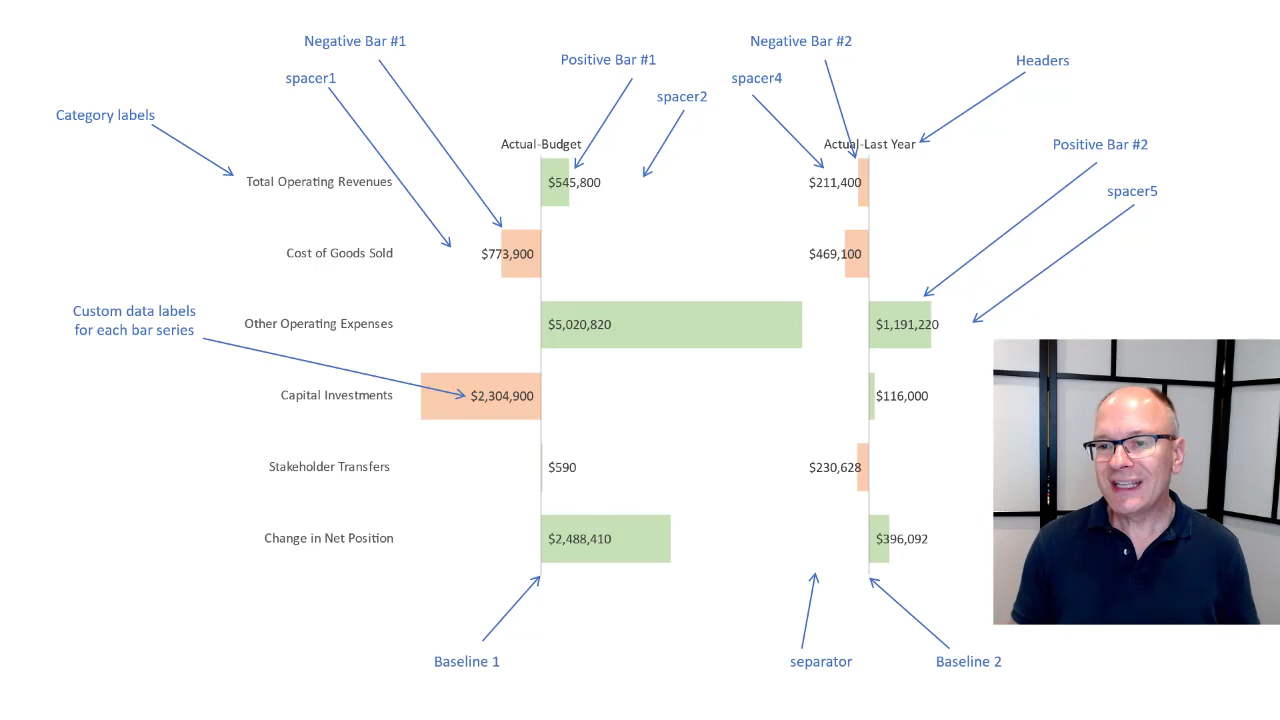 Negative Bar #1
Negative Bar #2
Positive Bar #1
Headers
spacer1
spacer4
spacer2
Category labels
Actual-Budget
Actual-Last Year
Positive Bar #2
Total Operating Revenues
$545,800
$211,400
spacer5
Cost of Goods Sold
$773,900
$469,100
Custom data labels
for each bar series
Other Operating Expenses
$5,020,820
$1,191,220
Capital Investments
$2,304,900
$116,000
Stakeholder Transfers
$590
$230,628
Change in Net Position
$2,488,410
$396,092
Baseline 1
separator
Baseline 2